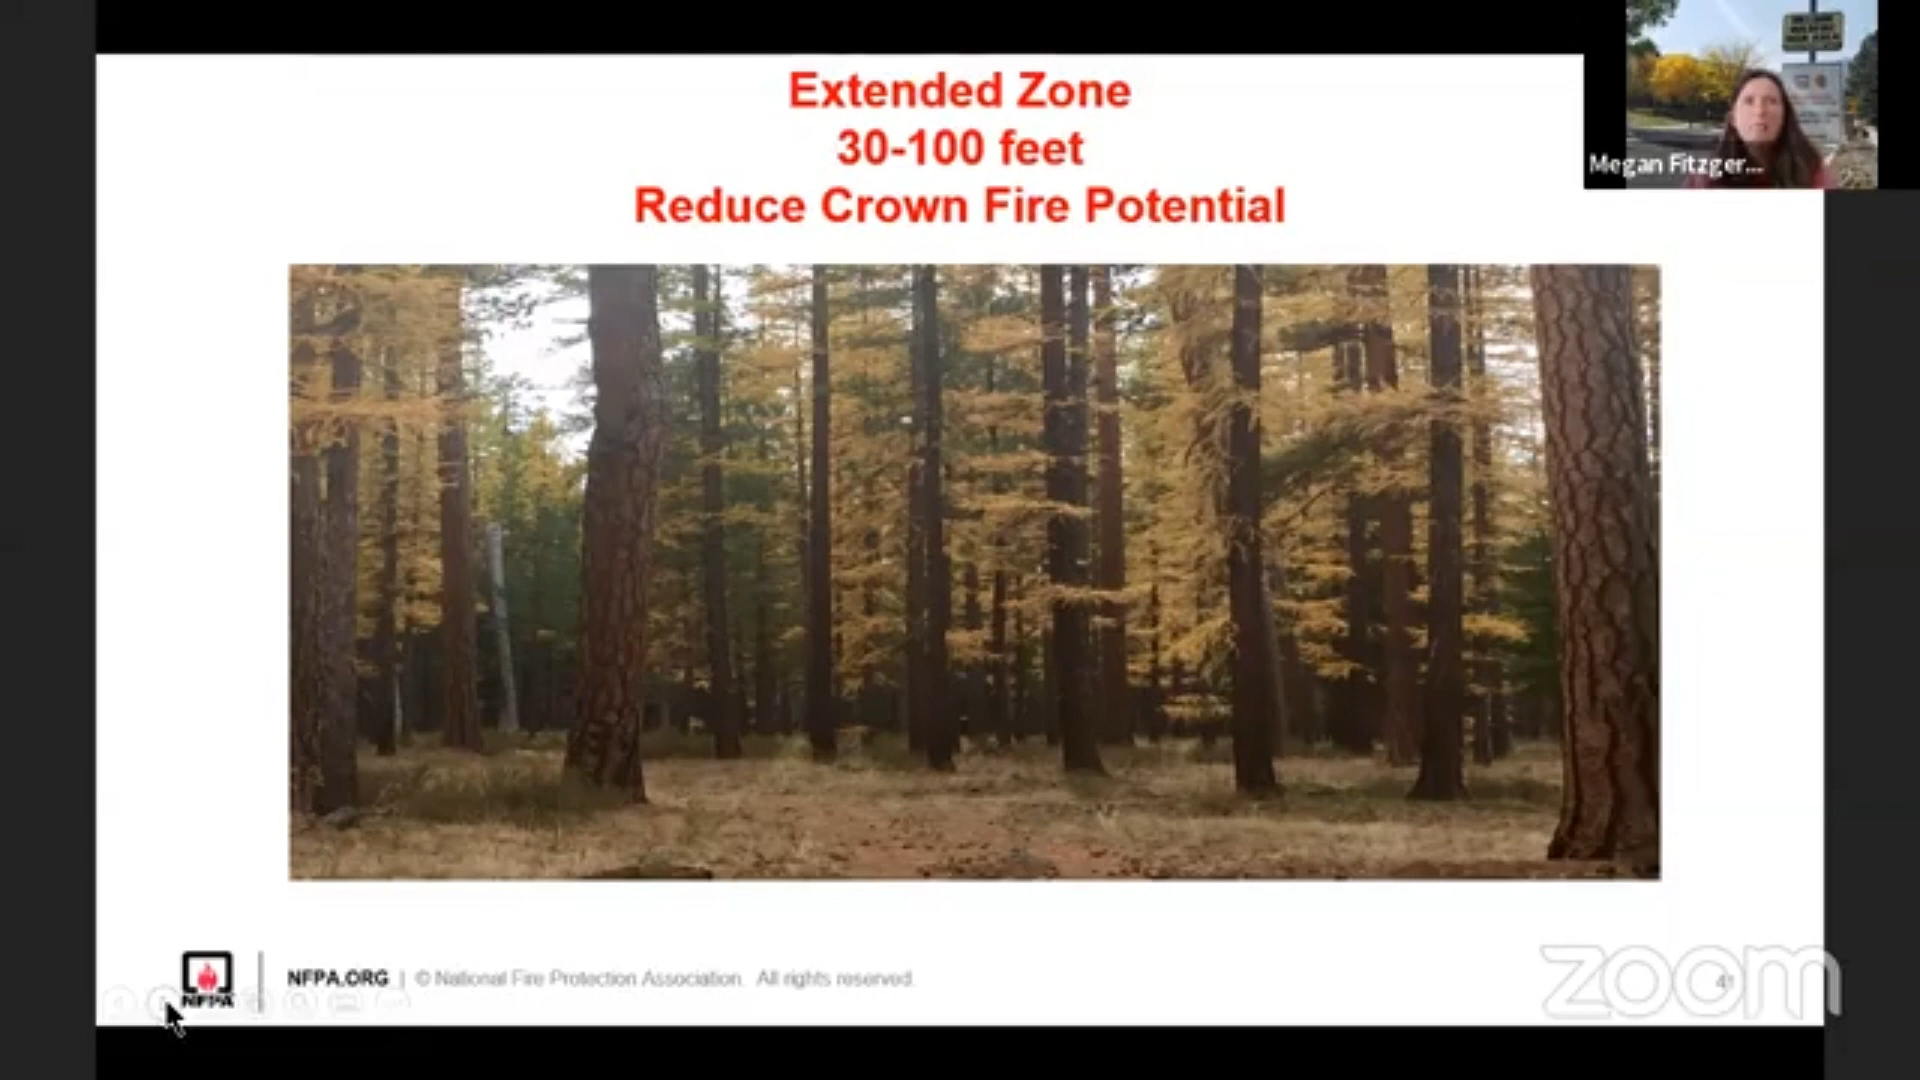 Extended Zone
30-100 feet
Reduce Crown Fire Potential
Megan Fitzger...
NFPA
NFPA.ORG | © National Fire Protection Association. All rights reserved.
zoom